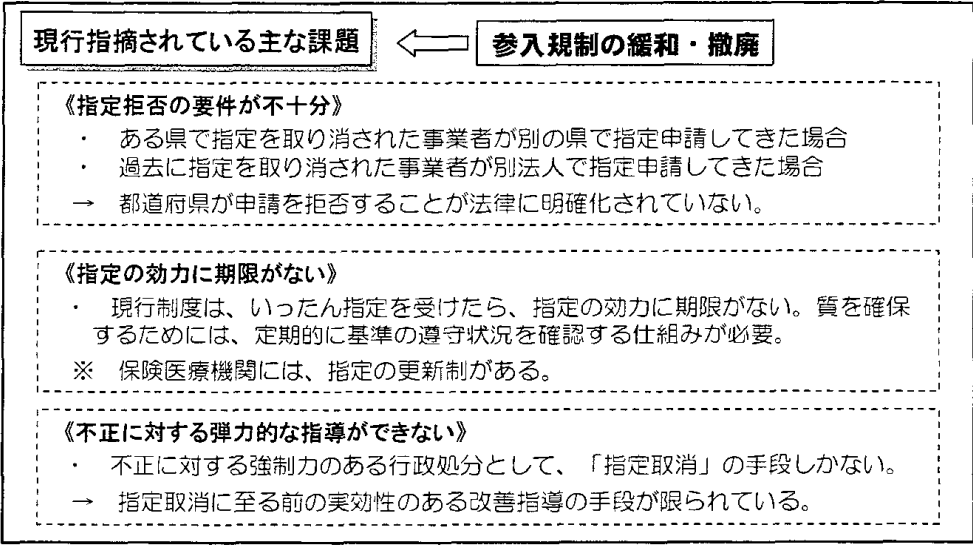 現行指摘されている主な課題
参入規制の緩和・撤廃
《指定拒否の要件が不十分》
・ ある県で指定を取り消された事業者が別の県で指定申請してきた場合
・ 過去に指定を取り消された事業者が別法人で指定申請してきた場合
→ 都道府県が申請を拒否することが法律に明確化されていない。
《指定の効力に期限がない》
・ 現行制度は、いったん指定を受けたら、指定の効力に期限がない。質を確保
するためには、定期的に基準の遵守状況を確認する仕組みが必要。
※ 保険医療機関には、指定の更新制がある。
《不正に対する弾力的な指導ができない》
・ 不正に対する強制力のある行政処分として、「指定取消」の手段しかない。
→ 指定取消に至る前の実効性のある改善指導の手段が限られている。